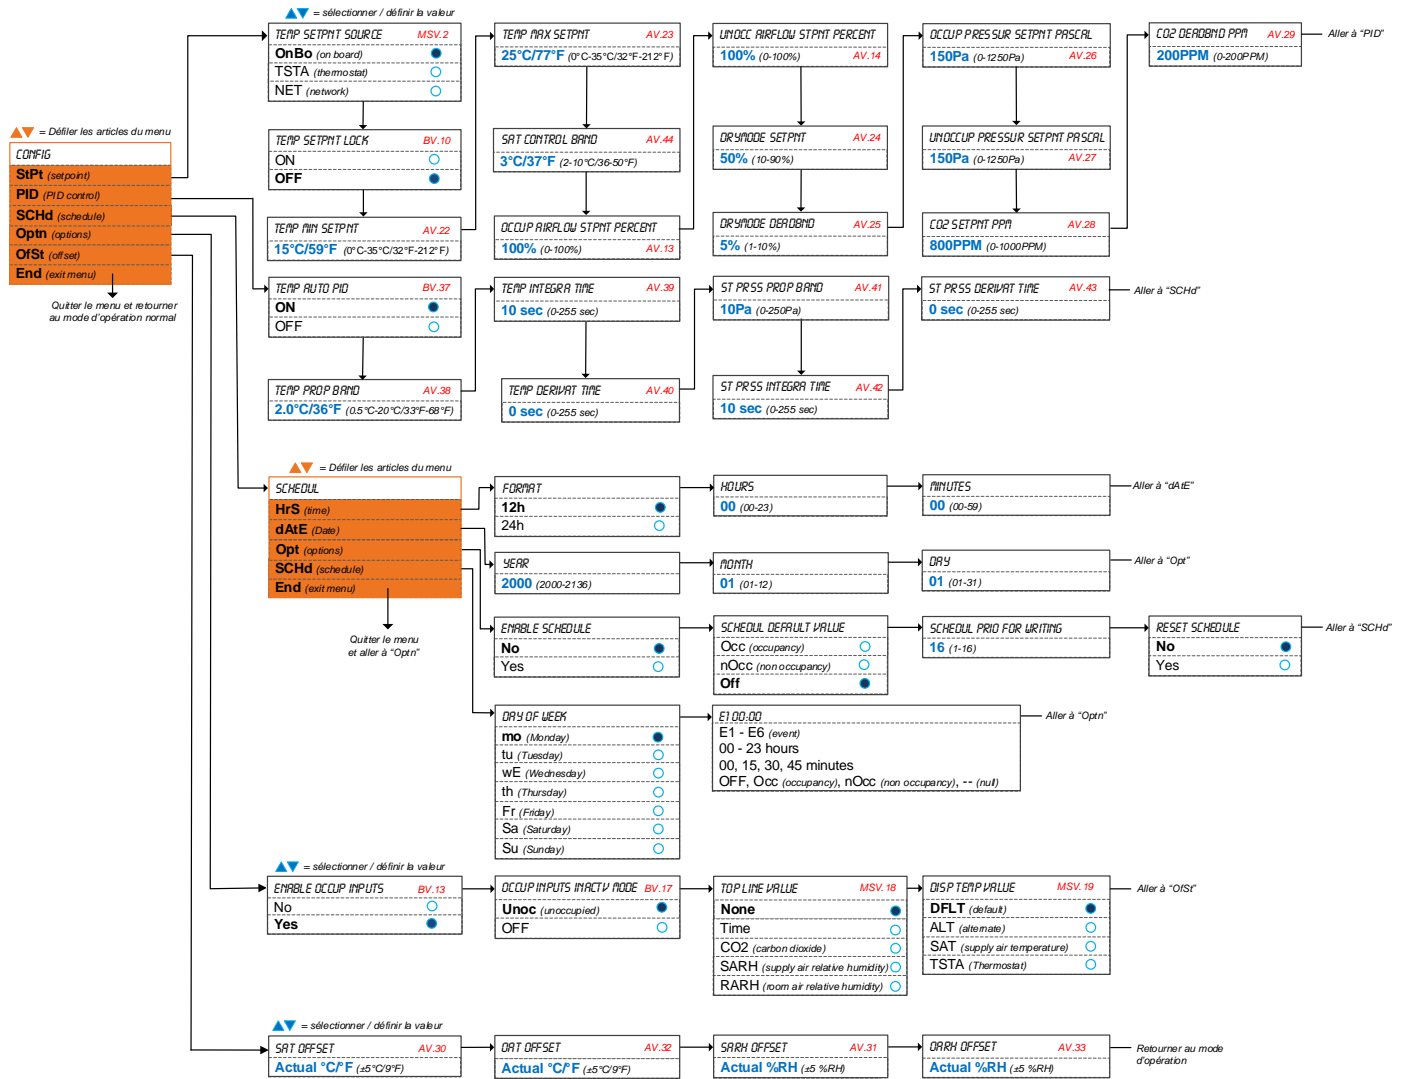 ▲▼ = Défiler les articles du menu
CONFIG
StPt (setpoint)
PID (PID control)
SCHd (schedule)
Optn (options)
OfSt (offset)
End (exit menu)
Quitter le menu et retourner
au mode d'opération normal
▲▼ = sélectionner / définir la valeur
TEMP SETPNT SOURCE MSV.2
OnBo (on board)
TSTA (thermostat)
NET (network)
TEMP SETPNT LOCK BV.10
ON
OFF
TEMP MIN SETPNT AV.22
15°C/59°F (0°C-35°C/32°F-212°F)
TEMP MAX SETPNT AV.23
25°C/77°F (0°C-35°C/32°F-212°F)
SAT CONTROL BAND AV.44
3°C/37°F (2-10°C/36-50°F)
OCCUP AIRFLOW STPNT PERCENT
100% (0-100%) AV.13
UNOCC AIRFLOW STPNT PERCENT
100% (0-100%) AV.14
DRYMODE SETPNT AV.24
50% (10-90%)
DRYMODE DEADBND AV.25
5% (1-10%)
OCCUP PRESSUR SETPNT PASCAL
150Pa (0-1250Pa) AV.26
UNOCCUP PRESSUR SETPNT PASCAL
150Pa (0-1250Pa) AV.27
CO2 SETPNT PPM AV.28
800PPM (0-1000PPM)
CO2 DEADBND PPM AV.29
200PPM (0-200PPM)
Aller à “PID”
TEMP AUTO PID BV.37
ON
OFF
TEMP PROP BAND AV.38
2.0°C/36°F (0.5°C-20°C/33°F-68°F)
TEMP INTEGRA TIME AV.39
10 sec (0-255 sec)
TEMP DERIVAT TIME AV.40
0 sec (0-255 sec)
ST PRSS PROP BAND AV.41
10Pa (0-250Pa)
ST PRSS INTEGRA TIME AV.42
10 sec (0-255 sec)
ST PRSS DERIVAT TIME AV.43
0 sec (0-255 sec)
Aller à “SCHd”
▲▼ = Défiler les articles du menu
SCHEDUL
HrS (time)
dAtE (Date)
Opt (options)
SCHd (schedule)
End (exit menu)
Quitter le menu
et aller à “Optn”
FORMAT
12h
24h
HOURS
00 (00-23)
MINUTES
00 (00-59)
Aller à “dAtE”
YEAR
2000 (2000-2136)
MONTH
01 (01-12)
DAY
01 (01-31)
Aller à “Opt”
ENABLE SCHEDULE
No
Yes
SCHEDUL DEFAULT VALUE
Occ (occupancy)
nOcc (non occupancy)
Off
SCHEDUL PRIO FOR WRITING
16 (1-16)
RESET SCHEDULE
No
Yes
Aller à “SCHd”
DAY OF WEEK
mo (Monday)
tu (Tuesday)
wE (Wednesday)
th (Thursday)
Fr (Friday)
Sa (Saturday)
Su (Sunday)
E1 00:00
E1 - E6 (event)
00 - 23 hours
00, 15, 30, 45 minutes
OFF, Occ (occupancy), nOcc (non occupancy), -- (null)
Aller à “Optn”
▲▼ = sélectionner / définir la valeur
ENABLE OCCUP INPUTS BV.13
No
Yes
OCCUP INPUTS INACTV MODE BV.17
Unoc (unoccupied)
OFF
TOP LINE VALUE MSV.18
None
Time
CO2 (carbon dioxide)
SARH (supply air relative humidity)
RARH (room air relative humidity)
DISP TEMP VALUE MSV.19
DFLT (default)
ALT (alternate)
SAT (supply air temperature)
TSTA (Thermostat)
Aller à “OfSt”
▲▼ = sélectionner / définir la valeur
SAT OFFSET AV.30
Actual °C/°F (±5°C/9°F)
OAT OFFSET AV.32
Actual °C/°F (±5°C/9°F)
SARH OFFSET AV.31
Actual %RH (±5 %RH)
OARH OFFSET AV.33
Actual %RH (±5 %RH)
Retourner au mode
d'opération